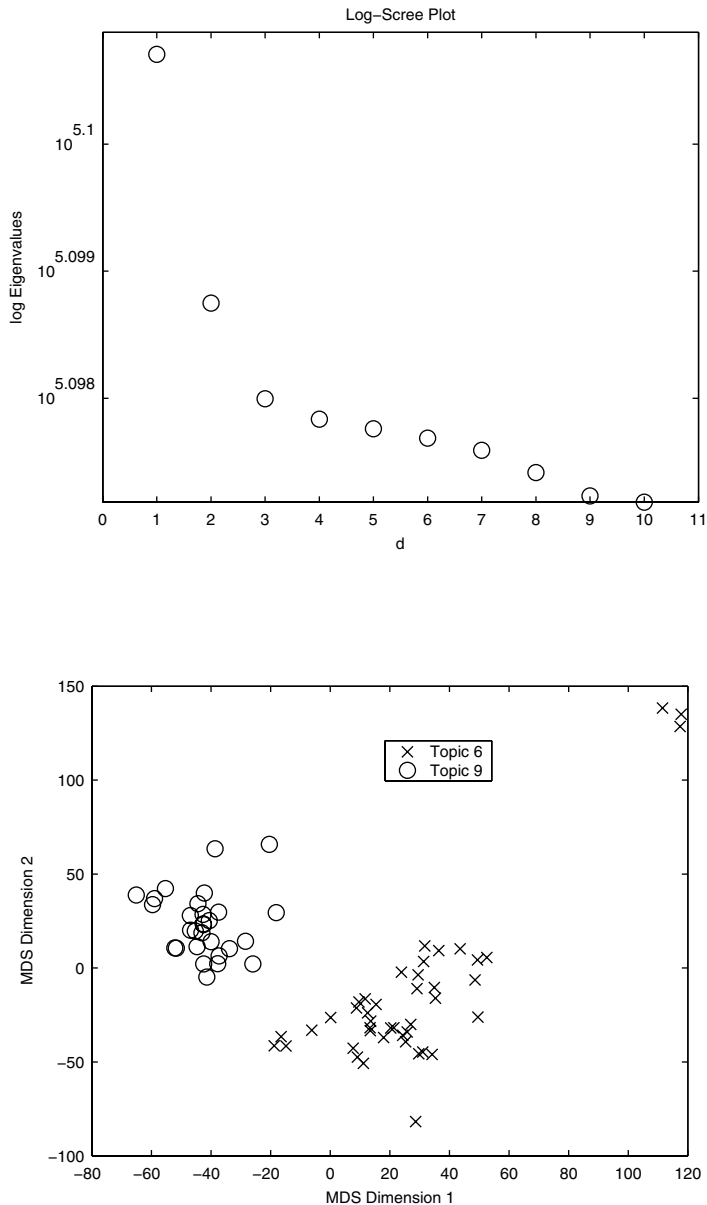 Log−Scree Plot
10^5.1
10^5.099
10^5.098
log Eigenvalues
0 1 2 3 4 5 6 7 8 9 10 11
d
150
100
50
0
−50
−100
MDS Dimension 2
Topic 6
Topic 9
−80 −60 −40 −20 0 20 40 60 80 100 120
MDS Dimension 1